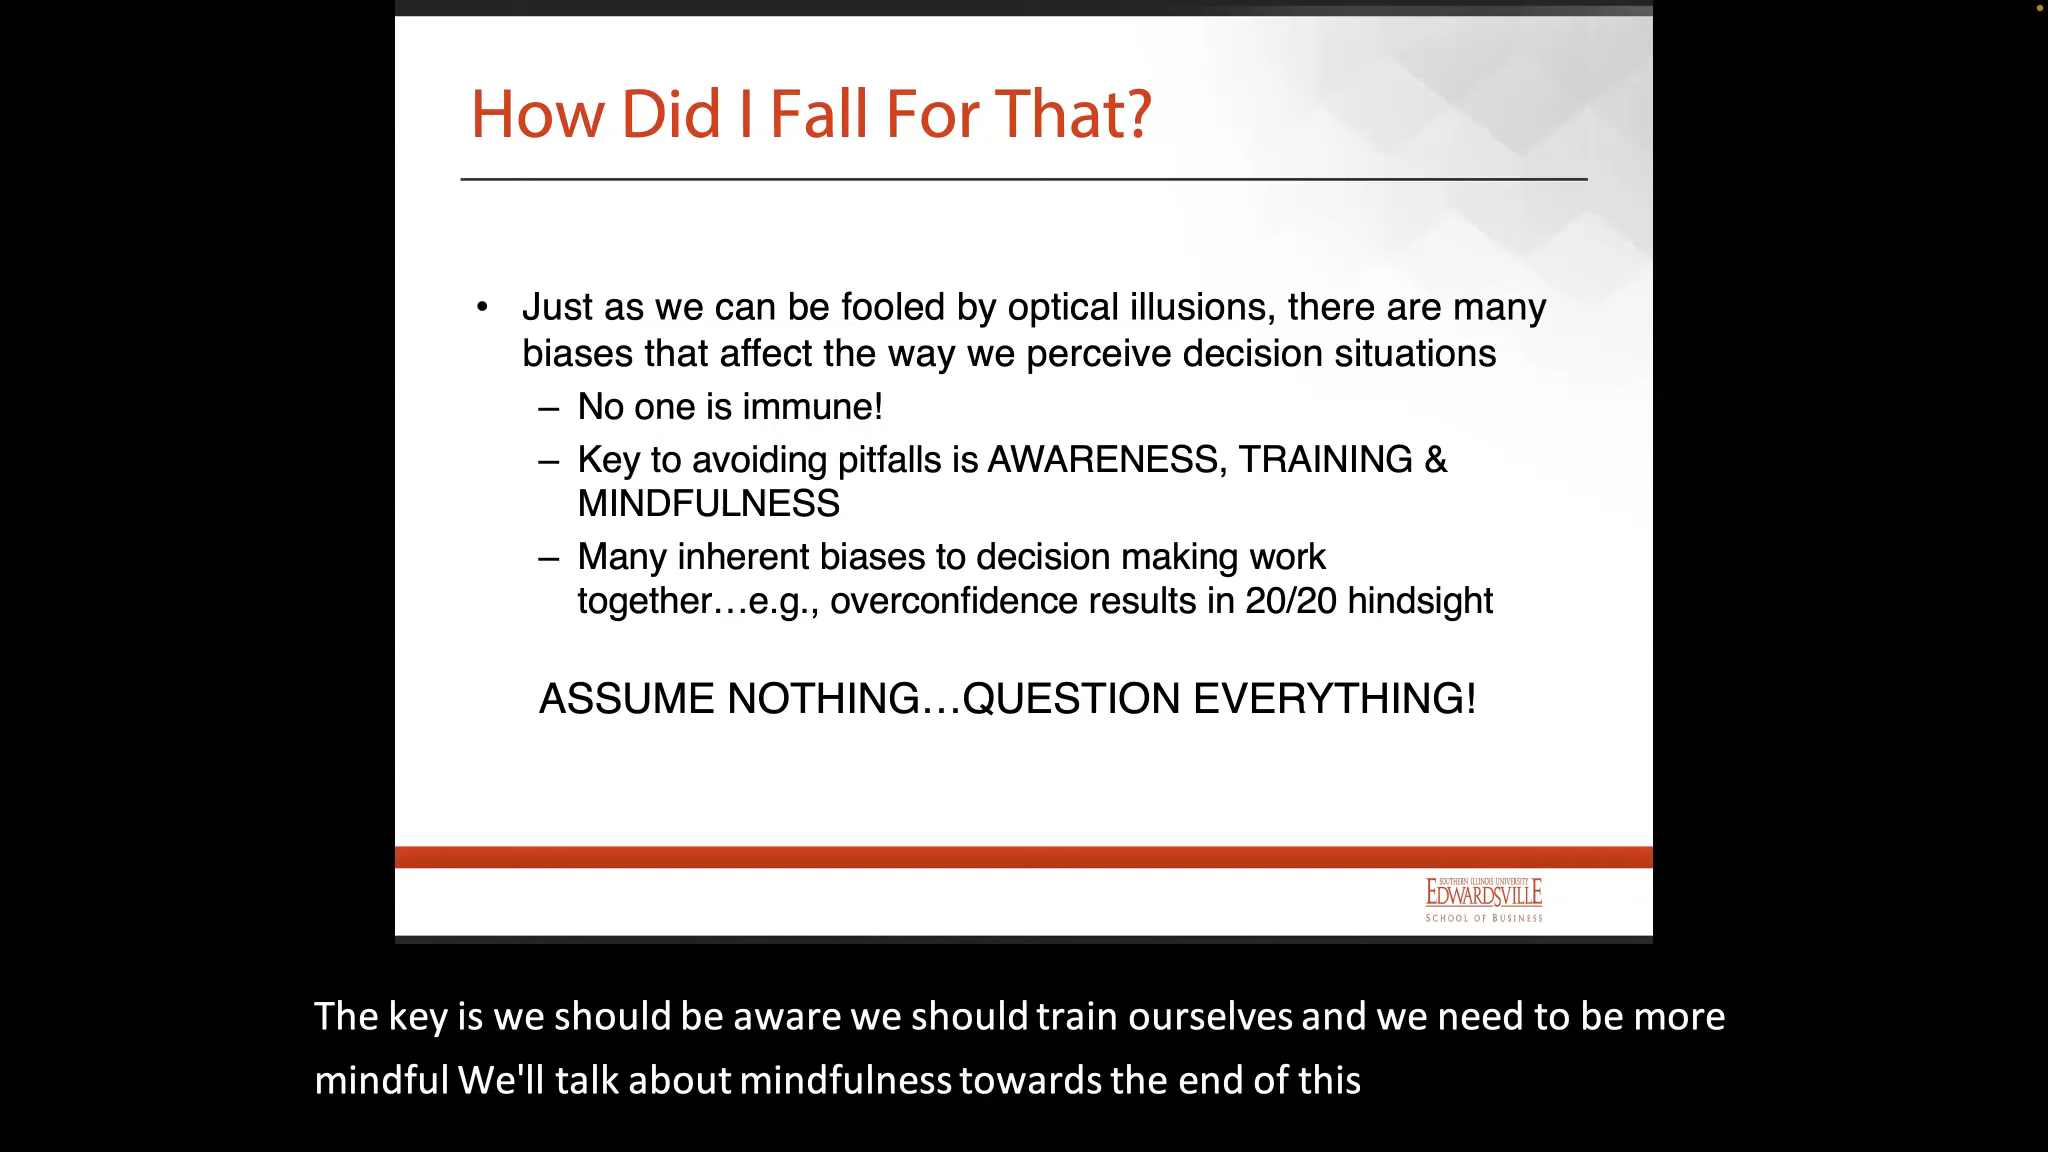 How Did I Fall For That?
• Just as we can be fooled by optical illusions, there are many
biases that affect the way we perceive decision situations
– No one is immune!
– Key to avoiding pitfalls is AWARENESS, TRAINING &
MINDFULNESS
– Many inherent biases to decision making work
together…e.g., overconfidence results in 20/20 hindsight
ASSUME NOTHING…QUESTION EVERYTHING!
SOUTHERN ILLINOIS UNIVERSITY
EDWARDSVILLE
SCHOOL OF BUSINESS
The key is we should be aware we should train ourselves and we need to be more
mindful We'll talk about mindfulness towards the end of this